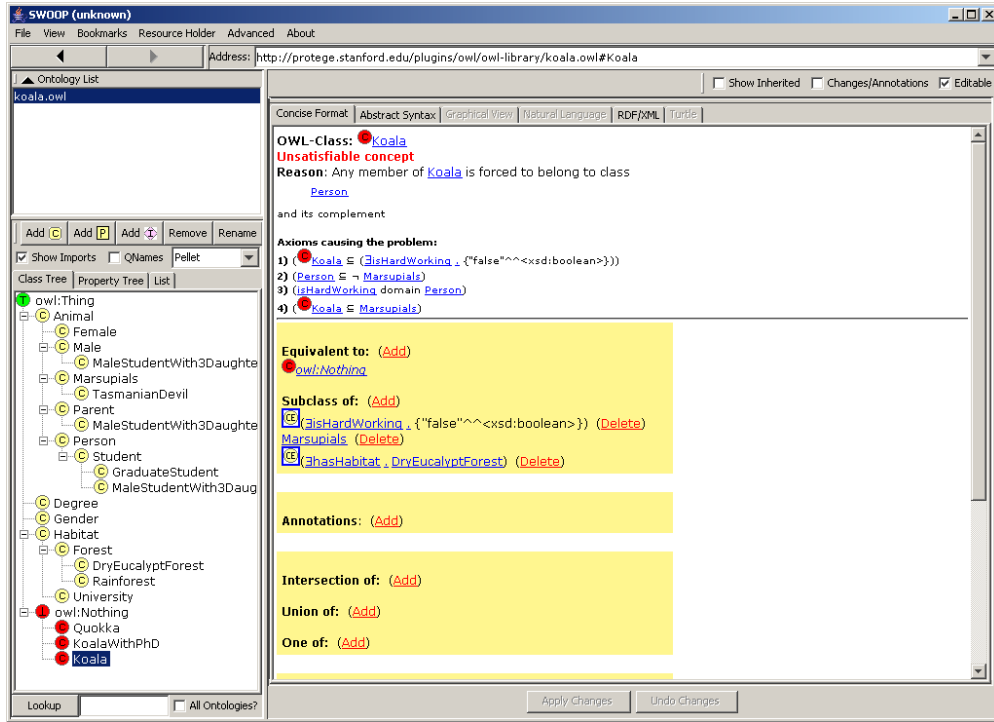 SWOOP (unknown)
File View Bookmarks Resource Holder Advanced About
Address: http://protege.stanford.edu/plugins/owl/owl-library/koala.owl#Koala
Ontology List
koala.owl
Show Inherited Changes/Annotations Editable
Add C Add P Add I Remove Rename
Show Imports QNames Pellet
Class Tree Property Tree List
T owl:Thing
C Animal
C Female
C Male
C MaleStudentWith3Daughte
C Marsupials
C TasmanianDevil
C Parent
C MaleStudentWith3Daughte
C Person
C Student
C GraduateStudent
C MaleStudentWith3Daug
C Degree
C Gender
C Habitat
C Forest
C DryEucalyptForest
C Rainforest
C University
⊥ owl:Nothing
C Quokka
C KoalaWithPhD
C Koala
Lookup All Ontologies?
Concise Format Abstract Syntax Graphical View Natural Language RDF/XML Turtle
OWL-Class: C Koala
Unsatisfiable concept
Reason: Any member of Koala is forced to belong to class
Person
and its complement
Axioms causing the problem:
1) (C Koala ⊆ (∃isHardWorking . {"false"^^<xsd:boolean>}))
2) (Person ⊆ ¬ Marsupials)
3) (isHardWorking domain Person)
4) (C Koala ⊆ Marsupials)
Equivalent to: (Add)
C owl:Nothing
Subclass of: (Add)
CE (∃isHardWorking . {"false"^^<xsd:boolean>}) (Delete)
Marsupials (Delete)
CE (∃hasHabitat . DryEucalyptForest) (Delete)
Annotations: (Add)
Intersection of: (Add)
Union of: (Add)
One of: (Add)
Apply Changes Undo Changes